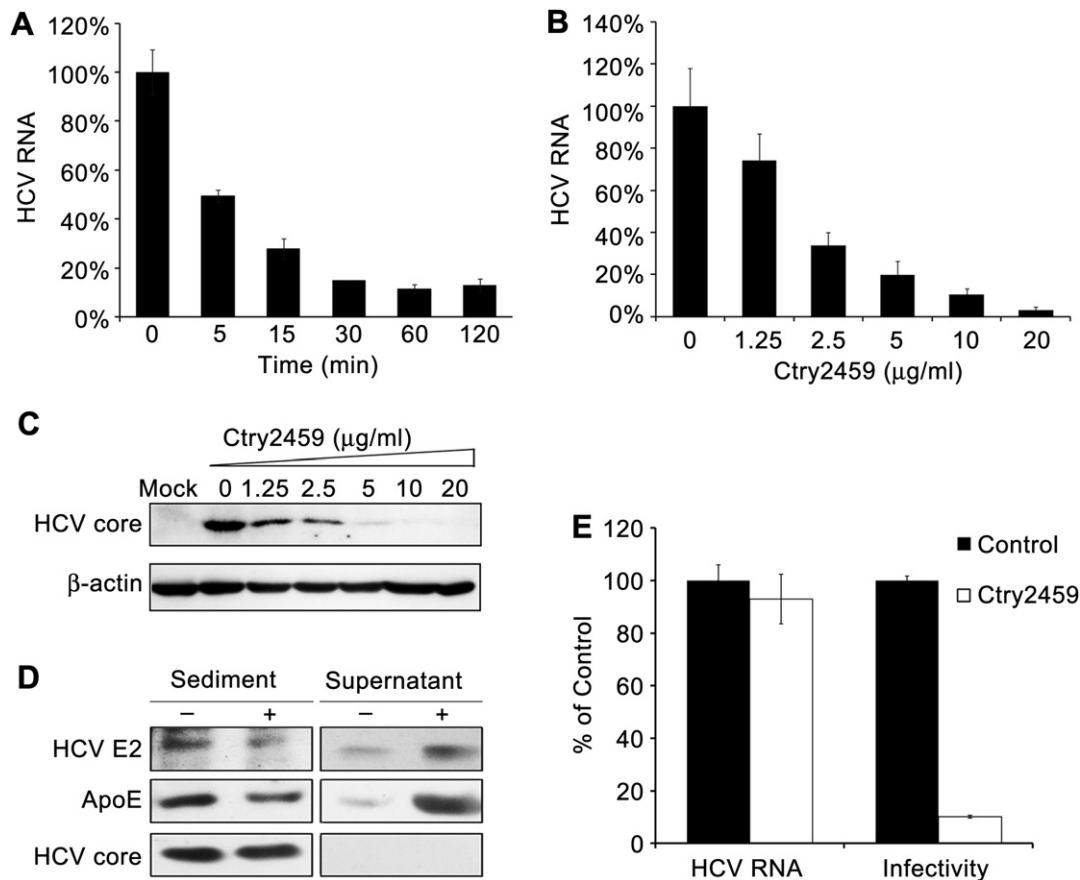 A
120%
100%
80%
60%
40%
20%
0%
HCV RNA
0 5 15 30 60 120
Time (min)
B
140%
120%
100%
80%
60%
40%
20%
0%
HCV RNA
0 1.25 2.5 5 10 20
Ctry2459 (μg/ml)
C
Ctry2459 (μg/ml)
Mock 0 1.25 2.5 5 10 20
HCV core
β-actin
D
Sediment Supernatant
– + – +
HCV E2
ApoE
HCV core
E
120
100
80
60
40
20
10
0
% of Control
Control
Ctry2459
HCV RNA Infectivity